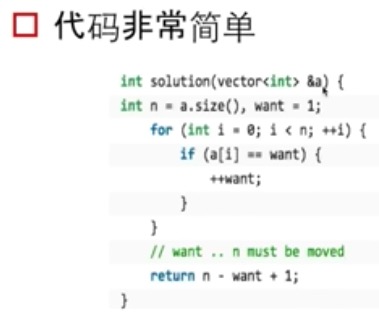 代码非常简单
int solution(vector<int> &a) {
int n = a.size(), want = 1;
for (int i = 0; i < n; ++i) {
if (a[i] == want) {
++want;
}
}
// want .. n must be moved
return n - want + 1;
}